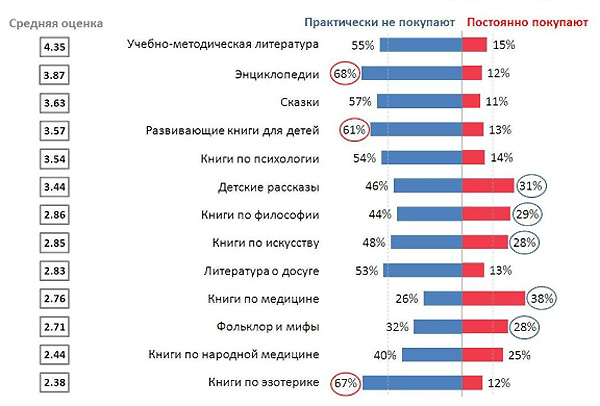 Средняя оценка Практически не покупают Постоянно покупают
4.35 Учебно-методическая литература 55% 15%
3.87 Энциклопедии 68% 12%
3.63 Сказки 57% 11%
3.57 Развивающие книги для детей 61% 13%
3.54 Книги по психологии 54% 14%
3.44 Детские рассказы 46% 31%
2.86 Книги по философии 44% 29%
2.85 Книги по искусству 48% 28%
2.83 Литература о досуге 53% 13%
2.76 Книги по медицине 26% 38%
2.71 Фольклор и мифы 32% 28%
2.44 Книги по народной медицине 40% 25%
2.38 Книги по эзотерике 67% 12%